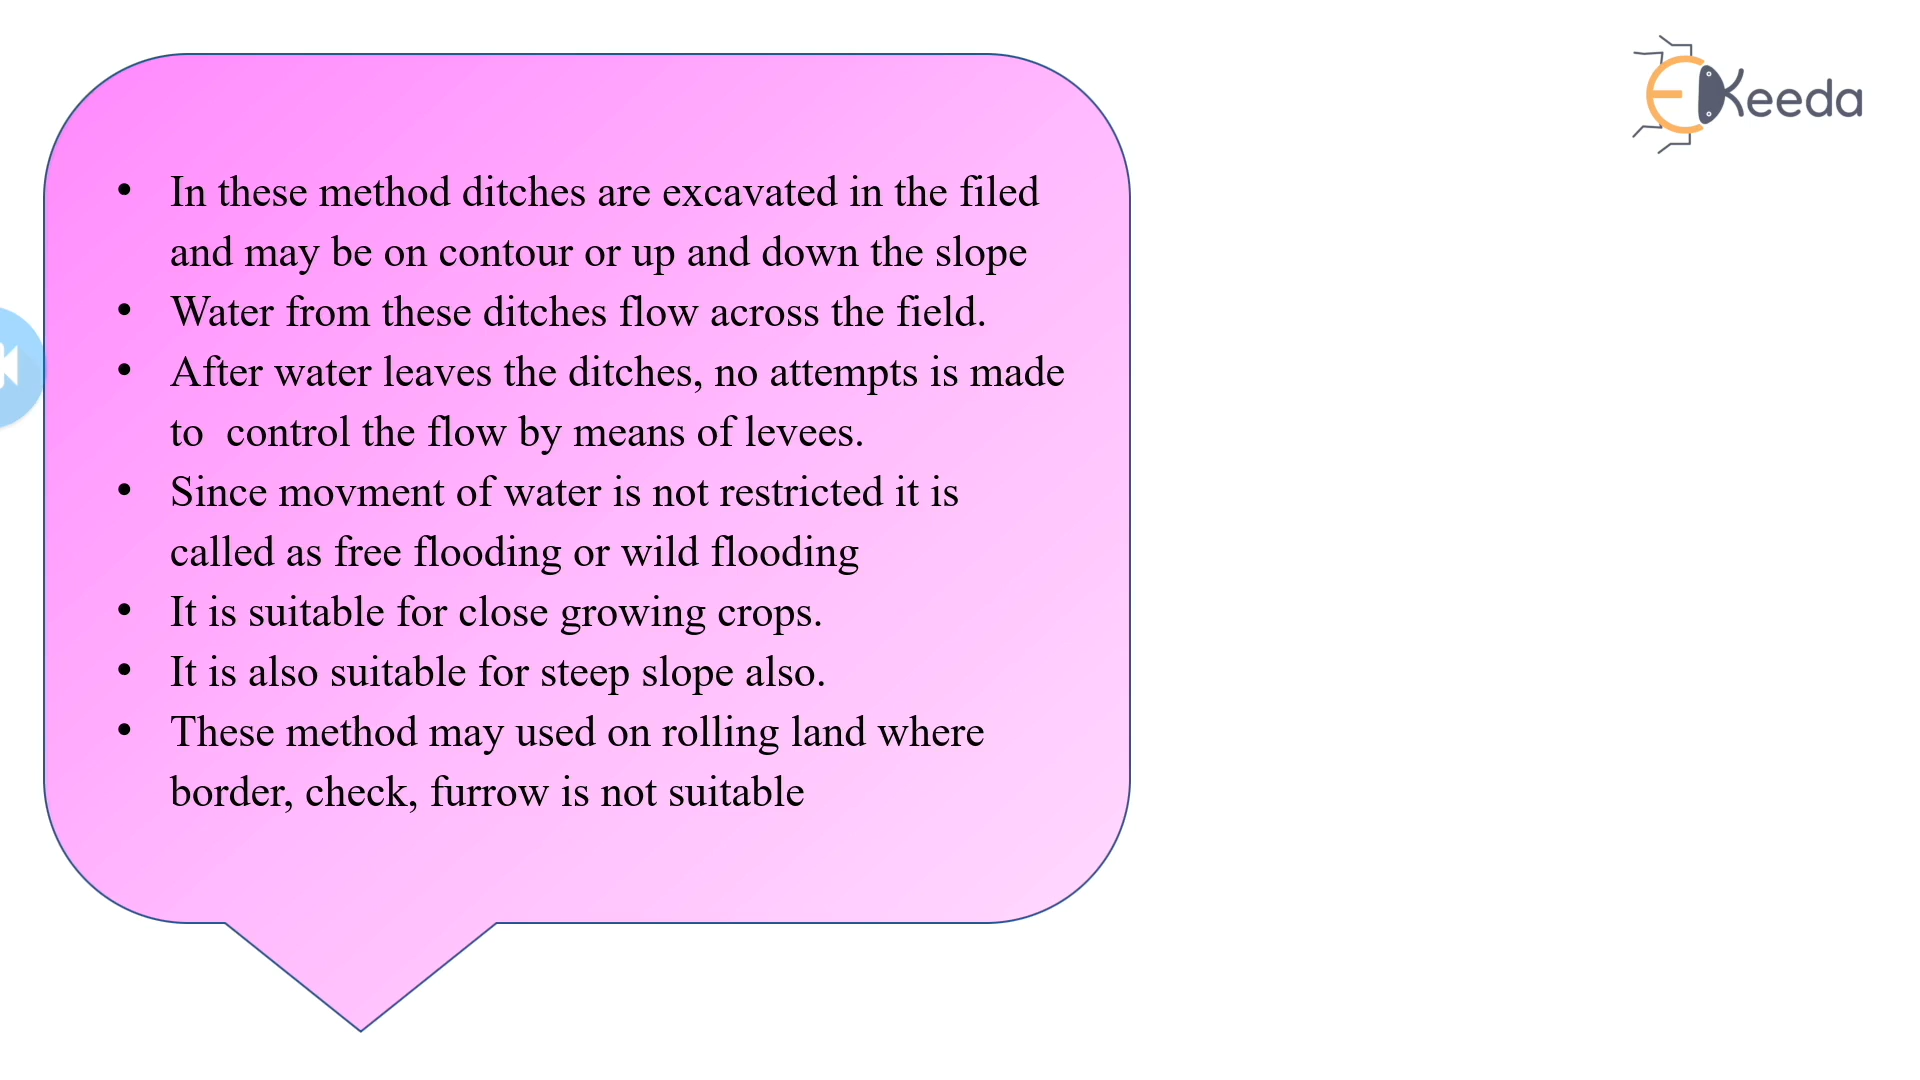 EKeeda
• In these method ditches are excavated in the filed
and may be on contour or up and down the slope
• Water from these ditches flow across the field.
• After water leaves the ditches, no attempts is made
to  control the flow by means of levees.
• Since movment of water is not restricted it is
called as free flooding or wild flooding
• It is suitable for close growing crops.
• It is also suitable for steep slope also.
• These method may used on rolling land where
border, check, furrow is not suitable